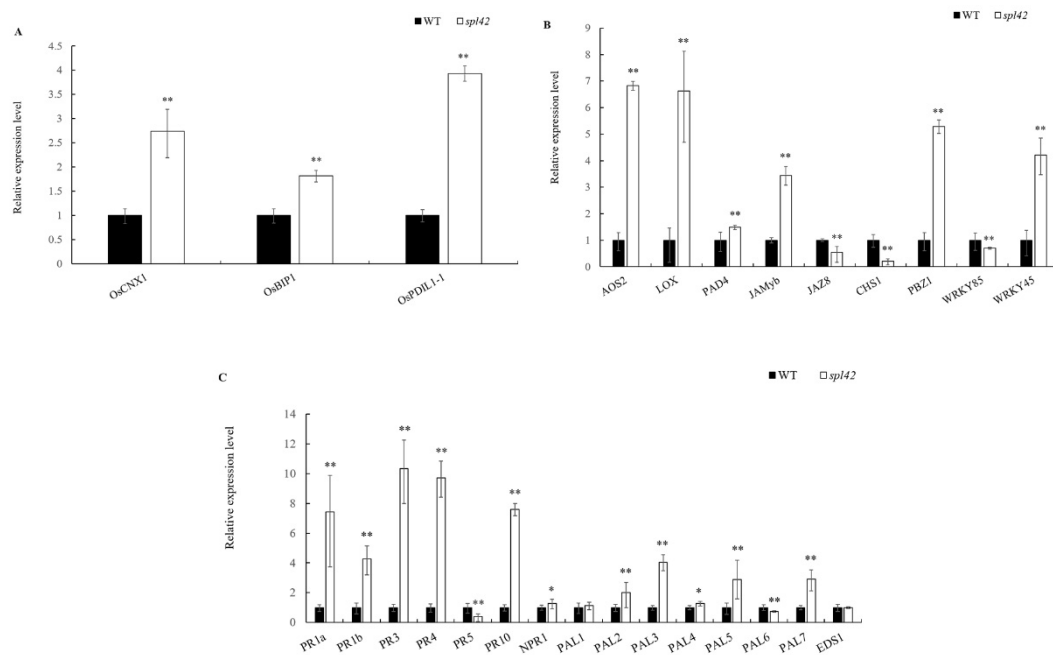 A
WT spl42
Relative expression level
4.5
4
3.5
3
2.5
2
1.5
1
0.5
0
** ** **
OsCNX1 OsBIP1 OsPDIL1-1
B
WT spl42
Relative expression level
9
8
7
6
5
4
3
2
1
0
** ** ** ** ** ** ** ** **
AOS2 LOX PAD4 JAMyb JAZ8 CHS1 PBZ1 WRKY85 WRKY45
C
WT spl42
Relative expression level
14
12
10
8
6
4
2
0
** ** ** ** ** ** * ** ** * ** ** **
PR1a PR1b PR3 PR4 PR5 PR10 NPR1 PAL1 PAL2 PAL3 PAL4 PAL5 PAL6 PAL7 EDS1